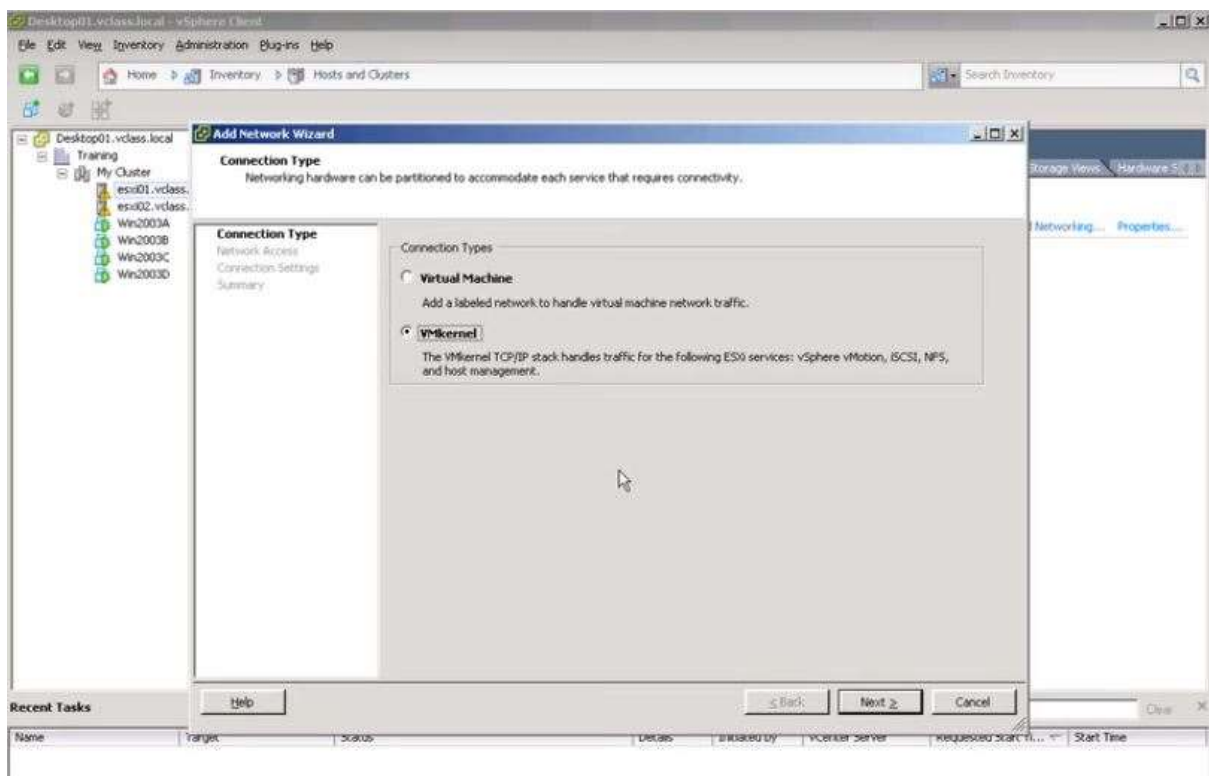 Desktop01.vclass.local - vSphere Client
File Edit View Inventory Administration Plug-ins Help
Home Inventory Hosts and Clusters
Search Inventory
Desktop01.vclass.local
Training
My Cluster
esxi01.vclass.
esxi02.vclass.
Win2003A
Win2003B
Win2003C
Win2003D
Storage Views Hardware S
Networking... Properties...
Add Network Wizard
Connection Type
Networking hardware can be partitioned to accommodate each service that requires connectivity.
Connection Type
Network Access
Connection Settings
Summary
Connection Types
Virtual Machine
Add a labeled network to handle virtual machine network traffic.
VMkernel
The VMkernel TCP/IP stack handles traffic for the following ESXi services: vSphere vMotion, iSCSI, NFS,
and host management.
Help
< Back Next > Cancel
Recent Tasks
Clear
Name Target Status Details Initiated by vCenter Server Requested Start Ti... Start Time